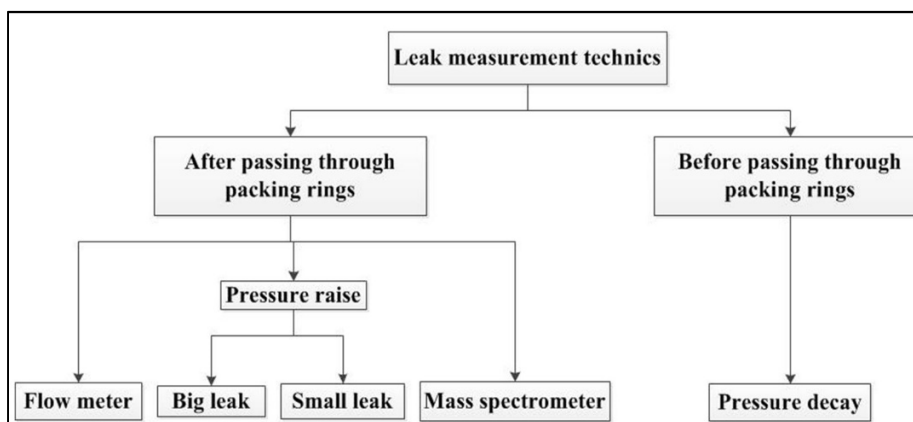 Leak measurement technics
After passing through
packing rings
Before passing through
packing rings
Pressure raise
Flow meter
Big leak
Small leak
Mass spectrometer
Pressure decay